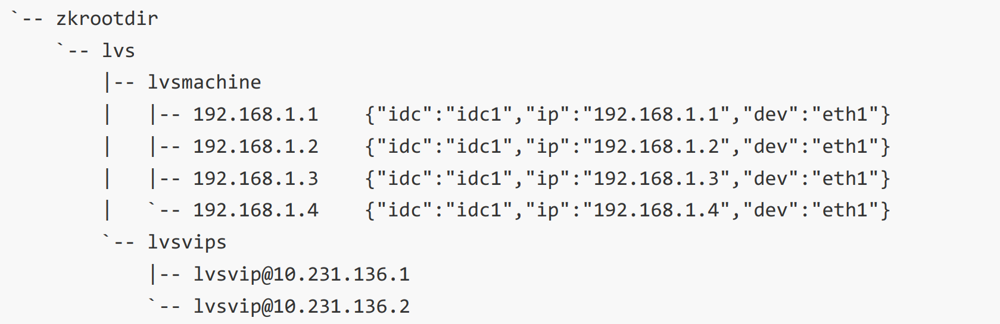 `-- zkrootdir
    `-- lvs
        |-- lvsmachine
        |   |-- 192.168.1.1    {"idc":"idc1","ip":"192.168.1.1","dev":"eth1"}
        |   |-- 192.168.1.2    {"idc":"idc1","ip":"192.168.1.2","dev":"eth1"}
        |   |-- 192.168.1.3    {"idc":"idc1","ip":"192.168.1.3","dev":"eth1"}
        |   `-- 192.168.1.4    {"idc":"idc1","ip":"192.168.1.4","dev":"eth1"}
        `-- lvsvips
            |-- lvsvip@10.231.136.1
            `-- lvsvip@10.231.136.2